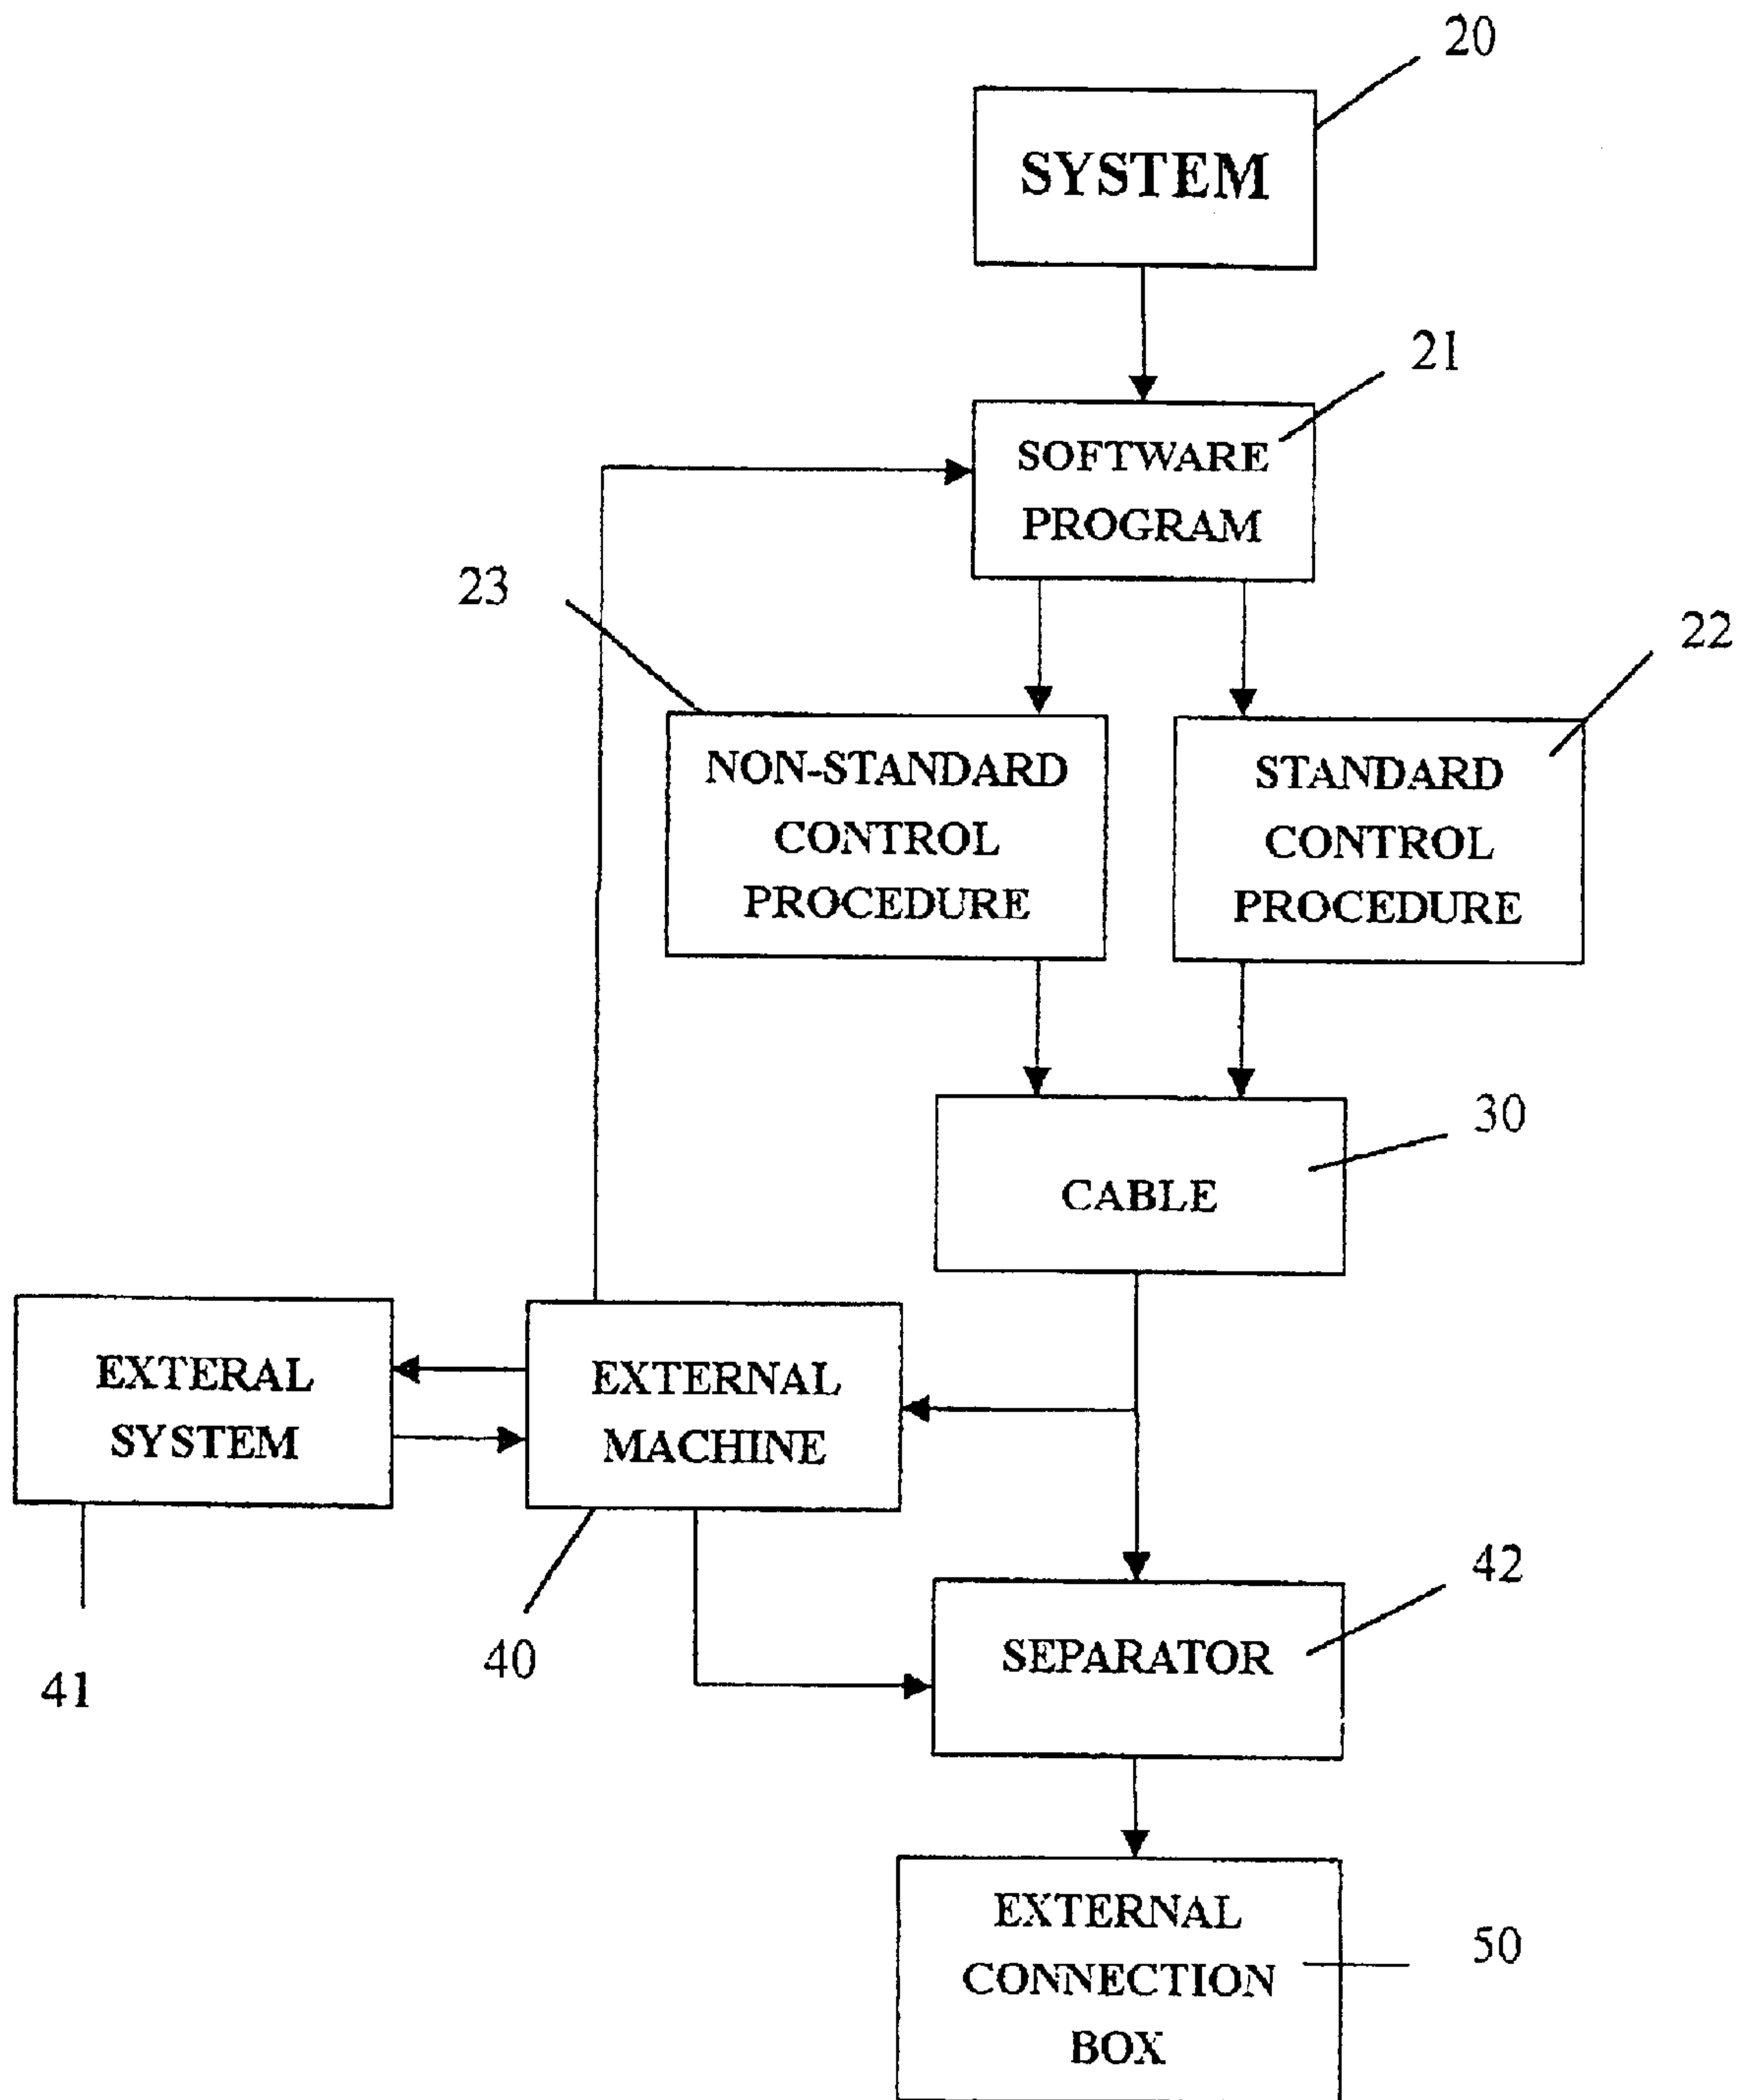 20
SYSTEM
21
SOFTWARE
PROGRAM
23
22
NON-STANDARD
CONTROL
PROCEDURE
STANDARD
CONTROL
PROCEDURE
30
CABLE
EXTERAL
SYSTEM
EXTERNAL
MACHINE
42
SEPARATOR
40
41
EXTERNAL
CONNECTION
BOX
50